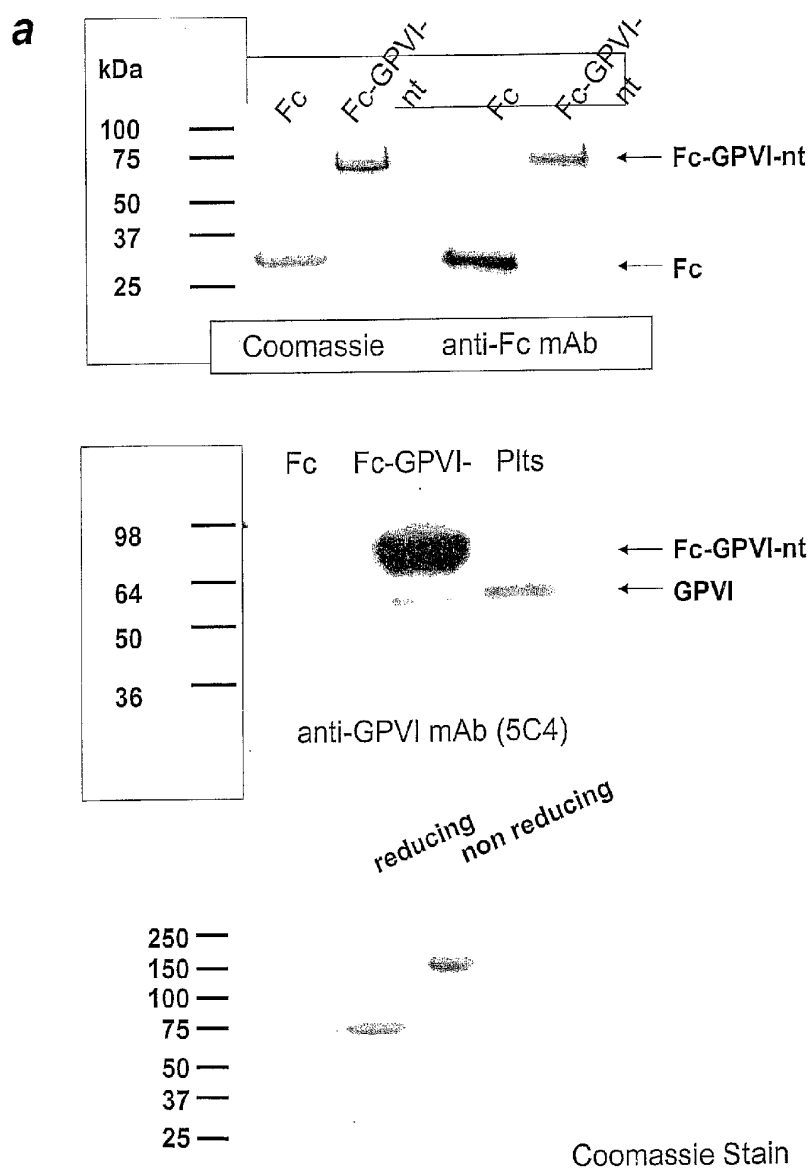 a
kDa
Fc
Fc-GPVI-
nt
Fc
Fc-GPVI-
nt
100
75
50
37
25
Fc-GPVI-nt
Fc
Coomassie
anti-Fc mAb
Fc
Fc-GPVI-
Plts
98
64
50
36
Fc-GPVI-nt
GPVI
anti-GPVI mAb (5C4)
reducing
non reducing
250
150
100
75
50
37
25
Coomassie Stain